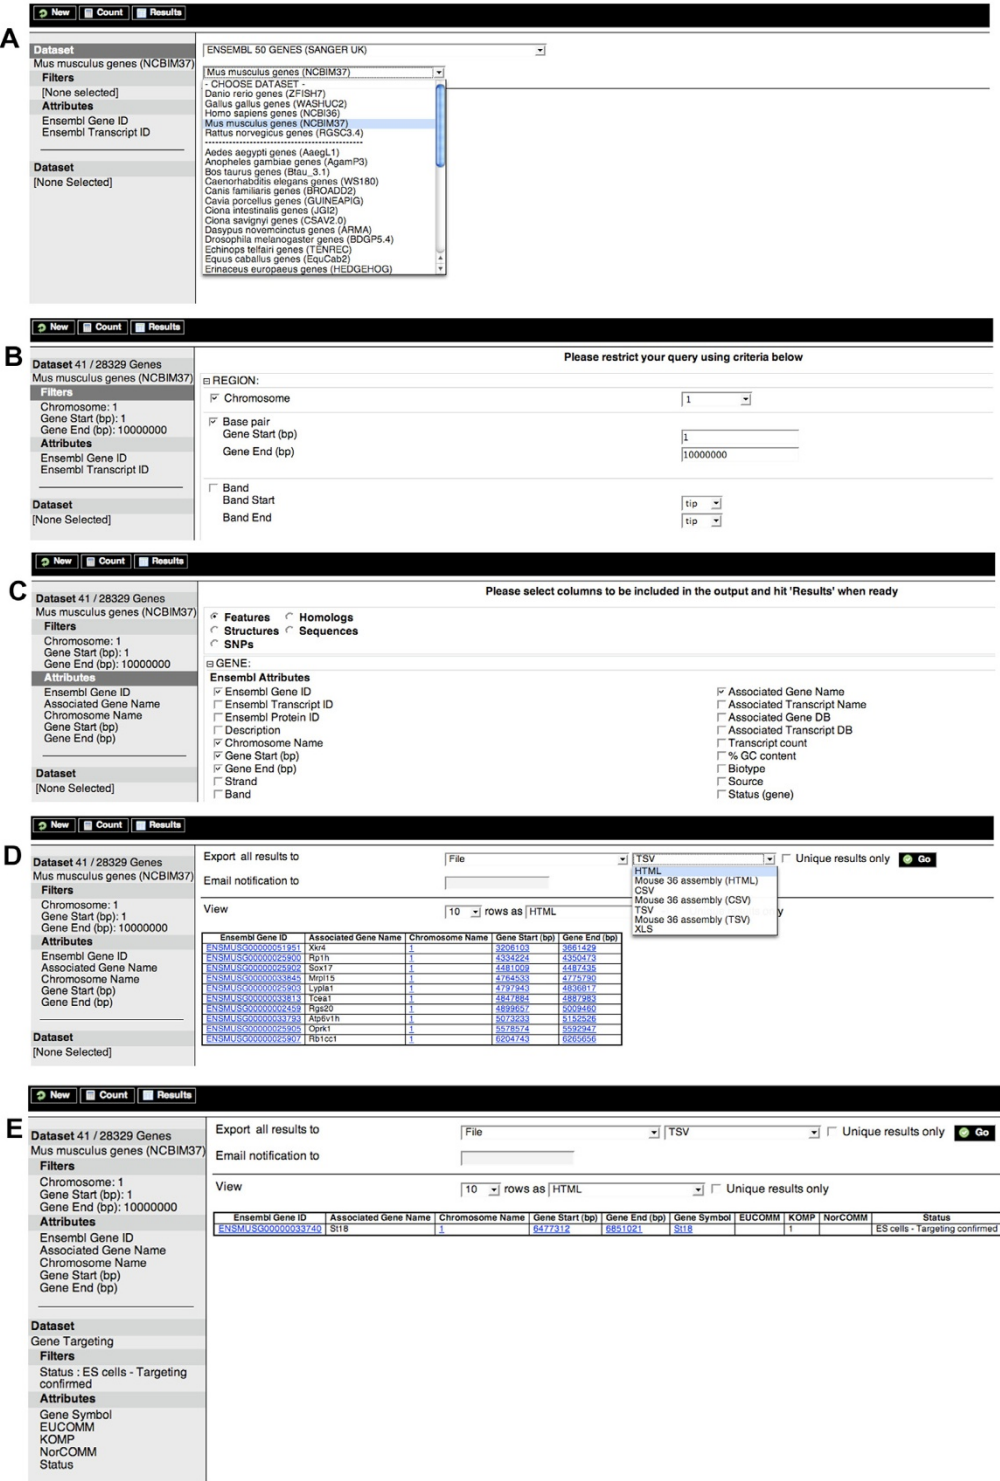 New Count Results
A
Dataset
Mus musculus genes (NCBIM37)
Filters
[None selected]
Attributes
Ensembl Gene ID
Ensembl Transcript ID
Dataset
[None Selected]
ENSEMBL 50 GENES (SANGER UK)
Mus musculus genes (NCBIM37)
- CHOOSE DATASET -
Danio rerio genes (ZFISH7)
Gallus gallus genes (WASHUC2)
Homo sapiens genes (NCBI36)
Mus musculus genes (NCBIM37)
Rattus norvegicus genes (RGSC3.4)
Aedes aegypti genes (AaegL1)
Anopheles gambiae genes (AgamP3)
Bos taurus genes (Btau_3.1)
Caenorhabditis elegans genes (WS180)
Canis familiaris genes (BROADD2)
Cavia porcellus genes (GUINEAPIG)
Ciona intestinalis genes (JGI2)
Ciona savignyi genes (CSAV2.0)
Dasypus novemcinctus genes (ARMA)
Drosophila melanogaster genes (BDGP5.4)
Echinops telfairi genes (TENREC)
Equus caballus genes (EquCab2)
Erinaceus europaeus genes (HEDGEHOG)
New Count Results
B
Dataset 41 / 28329 Genes
Mus musculus genes (NCBIM37)
Filters
Chromosome: 1
Gene Start (bp): 1
Gene End (bp): 10000000
Attributes
Ensembl Gene ID
Ensembl Transcript ID
Dataset
[None Selected]
Please restrict your query using criteria below
REGION:
Chromosome 1
Base pair
Gene Start (bp) 1
Gene End (bp) 10000000
Band
Band Start tip
Band End tip
New Count Results
C
Dataset 41 / 28329 Genes
Mus musculus genes (NCBIM37)
Filters
Chromosome: 1
Gene Start (bp): 1
Gene End (bp): 10000000
Attributes
Ensembl Gene ID
Associated Gene Name
Chromosome Name
Gene Start (bp)
Gene End (bp)
Dataset
[None Selected]
Please select columns to be included in the output and hit 'Results' when ready
Features Homologs
Structures Sequences
SNPs
GENE:
Ensembl Attributes
Ensembl Gene ID Associated Gene Name
Ensembl Transcript ID Associated Transcript Name
Ensembl Protein ID Associated Gene DB
Description Associated Transcript DB
Chromosome Name Transcript count
Gene Start (bp) % GC content
Gene End (bp) Biotype
Strand Source
Band Status (gene)
New Count Results
D
Dataset 41 / 28329 Genes
Mus musculus genes (NCBIM37)
Filters
Chromosome: 1
Gene Start (bp): 1
Gene End (bp): 10000000
Attributes
Ensembl Gene ID
Associated Gene Name
Chromosome Name
Gene Start (bp)
Gene End (bp)
Dataset
[None Selected]
Export all results to File TSV Unique results only Go
HTML
Mouse 36 assembly (HTML)
CSV
Mouse 36 assembly (CSV)
TSV
Mouse 36 assembly (TSV)
XLS
Email notification to
View 10 rows as HTML
Ensembl Gene ID Associated Gene Name Chromosome Name Gene Start (bp) Gene End (bp)
ENSMUSG00000051951 Xkr4 1 3206103 3661429
ENSMUSG00000025900 Rp1h 1 4334224 4350473
ENSMUSG00000025902 Sox17 1 4481009 4487435
ENSMUSG00000033845 Mrpl15 1 4764533 4775790
ENSMUSG00000025903 Lypla1 1 4797943 4836817
ENSMUSG00000033813 Tcea1 1 4847884 4887983
ENSMUSG00000002459 Rgs20 1 4899657 5009460
ENSMUSG00000033793 Atp6v1h 1 5073233 5152526
ENSMUSG00000025905 Oprk1 1 5578574 5592947
ENSMUSG00000025907 Rb1cc1 1 6204743 6265656
New Count Results
E
Dataset 41 / 28329 Genes
Mus musculus genes (NCBIM37)
Filters
Chromosome: 1
Gene Start (bp): 1
Gene End (bp): 10000000
Attributes
Ensembl Gene ID
Associated Gene Name
Chromosome Name
Gene Start (bp)
Gene End (bp)
Dataset
Gene Targeting
Filters
Status : ES cells - Targeting
confirmed
Attributes
Gene Symbol
EUCOMM
KOMP
NorCOMM
Status
Export all results to File TSV Unique results only Go
Email notification to
View 10 rows as HTML Unique results only
Ensembl Gene ID Associated Gene Name Chromosome Name Gene Start (bp) Gene End (bp) Gene Symbol EUCOMM KOMP NorCOMM Status
ENSMUSG00000033740 St18 1 6477312 6851021 St18 1 ES cells - Targeting confirmed